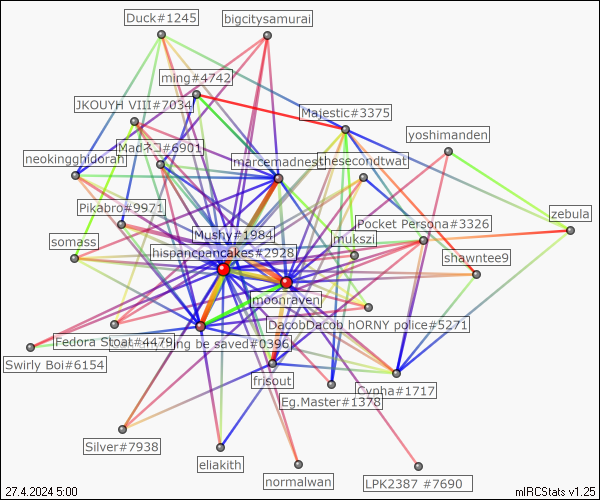 Duck#1245
bigcitysamurai
ming#4742
JKOUYH VIII#7034
Majestic#3375
yoshimanden
Madネコ#6901
neokingghidorah
marcemadness
thesecondtwat
Pikabro#9971
zebula
Pocket Persona#3326
Mushy#1984
mukszi
somass
hispancpancakes#2928
shawntee9
moonraven
DacobDacob hORNY police#5271
Fedora Stoat#4479
ing be saved#0396
Swirly Boi#6154
frisout
Cypha#1717
Eg.Master#1378
Silver#7938
eliakith
normalwan
LPK2387 #7690
27.4.2024 5:00
mIRCStats v1.25